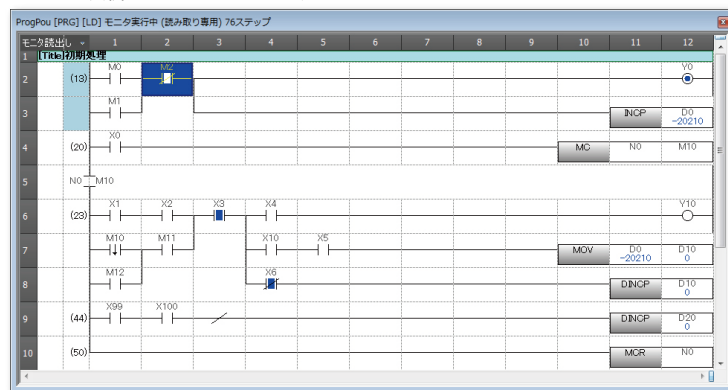 ProgPou [PRG] [LD] モニタ実行中 (読み取り専用) 76ステップ
モニタ読出し 1 2 3 4 5 6 7 8 9 10 11 12
1 [Title]初期処理
M0 M2 Y0
2 (13)
M1
3 INCP D0
-20210
X0
4 (20) MC N0 M10
5 N0 M10
X1 X2 X3 X4 Y10
6 (23)
M10 M11 X10 X5
7 MOV D0 D10
-20210 0
M12 X6
8 DINCP D10
0
X99 X100
9 (44) DINCP D20
0
10 (50) MCR N0